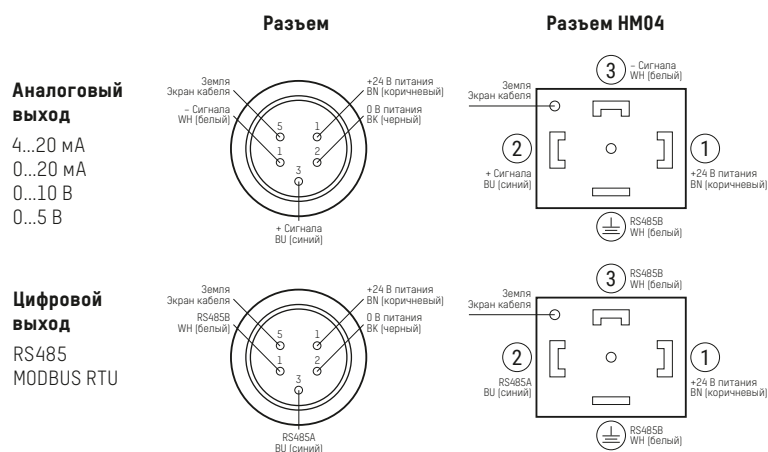 Разъем
Разъем HM04
Аналоговый
выход
4...20 мА
0...20 мА
0...10 В
0...5 В
Земля
Экран кабеля
– Сигнала
WH (белый)
+24 В питания
BN (коричневый)
0 В питания
BK (черный)
5
1
1
2
3
+ Сигнала
BU (синий)
3
– Сигнала
WH (белый)
Земля
Экран кабеля
2
+ Сигнала
BU (синий)
1
+24 В питания
BN (коричневый)
RS485B
WH (белый)
Цифровой
выход
RS485
MODBUS RTU
Земля
Экран кабеля
RS485B
WH (белый)
+24 В питания
BN (коричневый)
0 В питания
BK (черный)
5
1
1
2
3
RS485A
BU (синий)
3
RS485B
WH (белый)
Земля
Экран кабеля
2
RS485A
BU (синий)
1
+24 В питания
BN (коричневый)
RS485B
WH (белый)